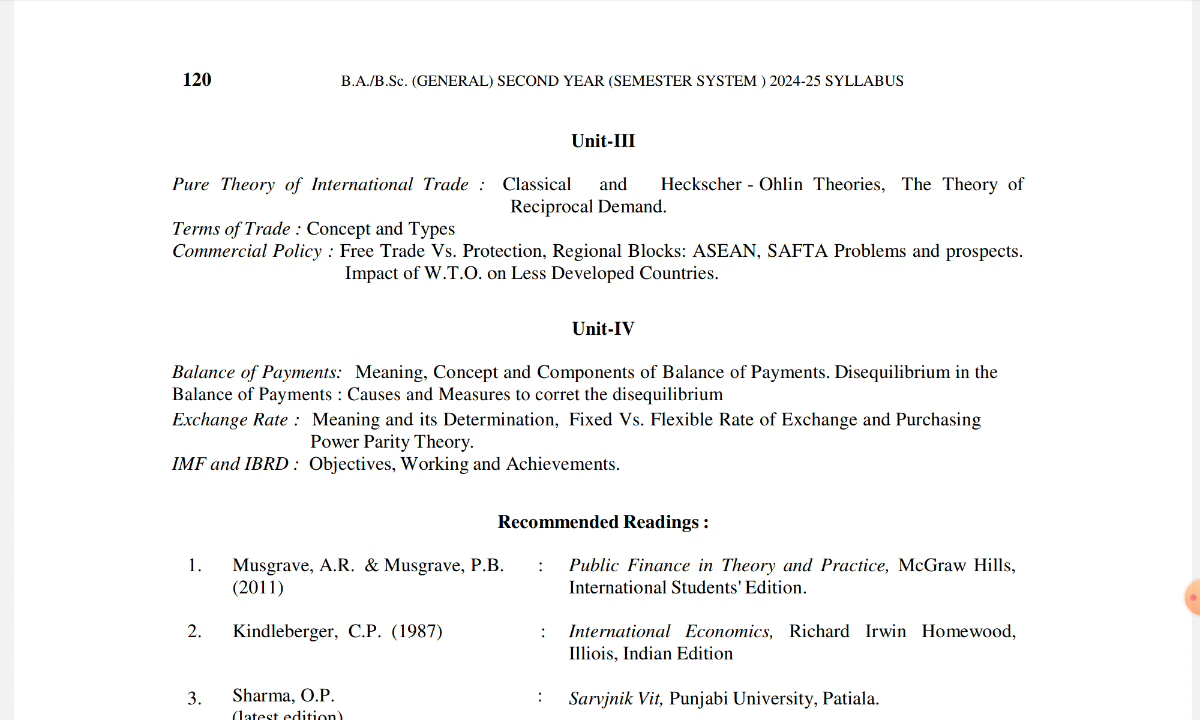 120 B.A./B.Sc. (GENERAL) SECOND YEAR (SEMESTER SYSTEM ) 2024-25 SYLLABUS
Unit-III
Pure Theory of International Trade : Classical and Heckscher - Ohlin Theories, The Theory of
Reciprocal Demand.
Terms of Trade : Concept and Types
Commercial Policy : Free Trade Vs. Protection, Regional Blocks: ASEAN, SAFTA Problems and prospects.
Impact of W.T.O. on Less Developed Countries.
Unit-IV
Balance of Payments: Meaning, Concept and Components of Balance of Payments. Disequilibrium in the
Balance of Payments : Causes and Measures to corret the disequilibrium
Exchange Rate : Meaning and its Determination, Fixed Vs. Flexible Rate of Exchange and Purchasing
Power Parity Theory.
IMF and IBRD : Objectives, Working and Achievements.
Recommended Readings :
1. Musgrave, A.R. & Musgrave, P.B. : Public Finance in Theory and Practice, McGraw Hills,
(2011) International Students' Edition.
2. Kindleberger, C.P. (1987) : International Economics, Richard Irwin Homewood,
Illiois, Indian Edition
3. Sharma, O.P. : Sarvjnik Vit, Punjabi University, Patiala.
(latest edition)